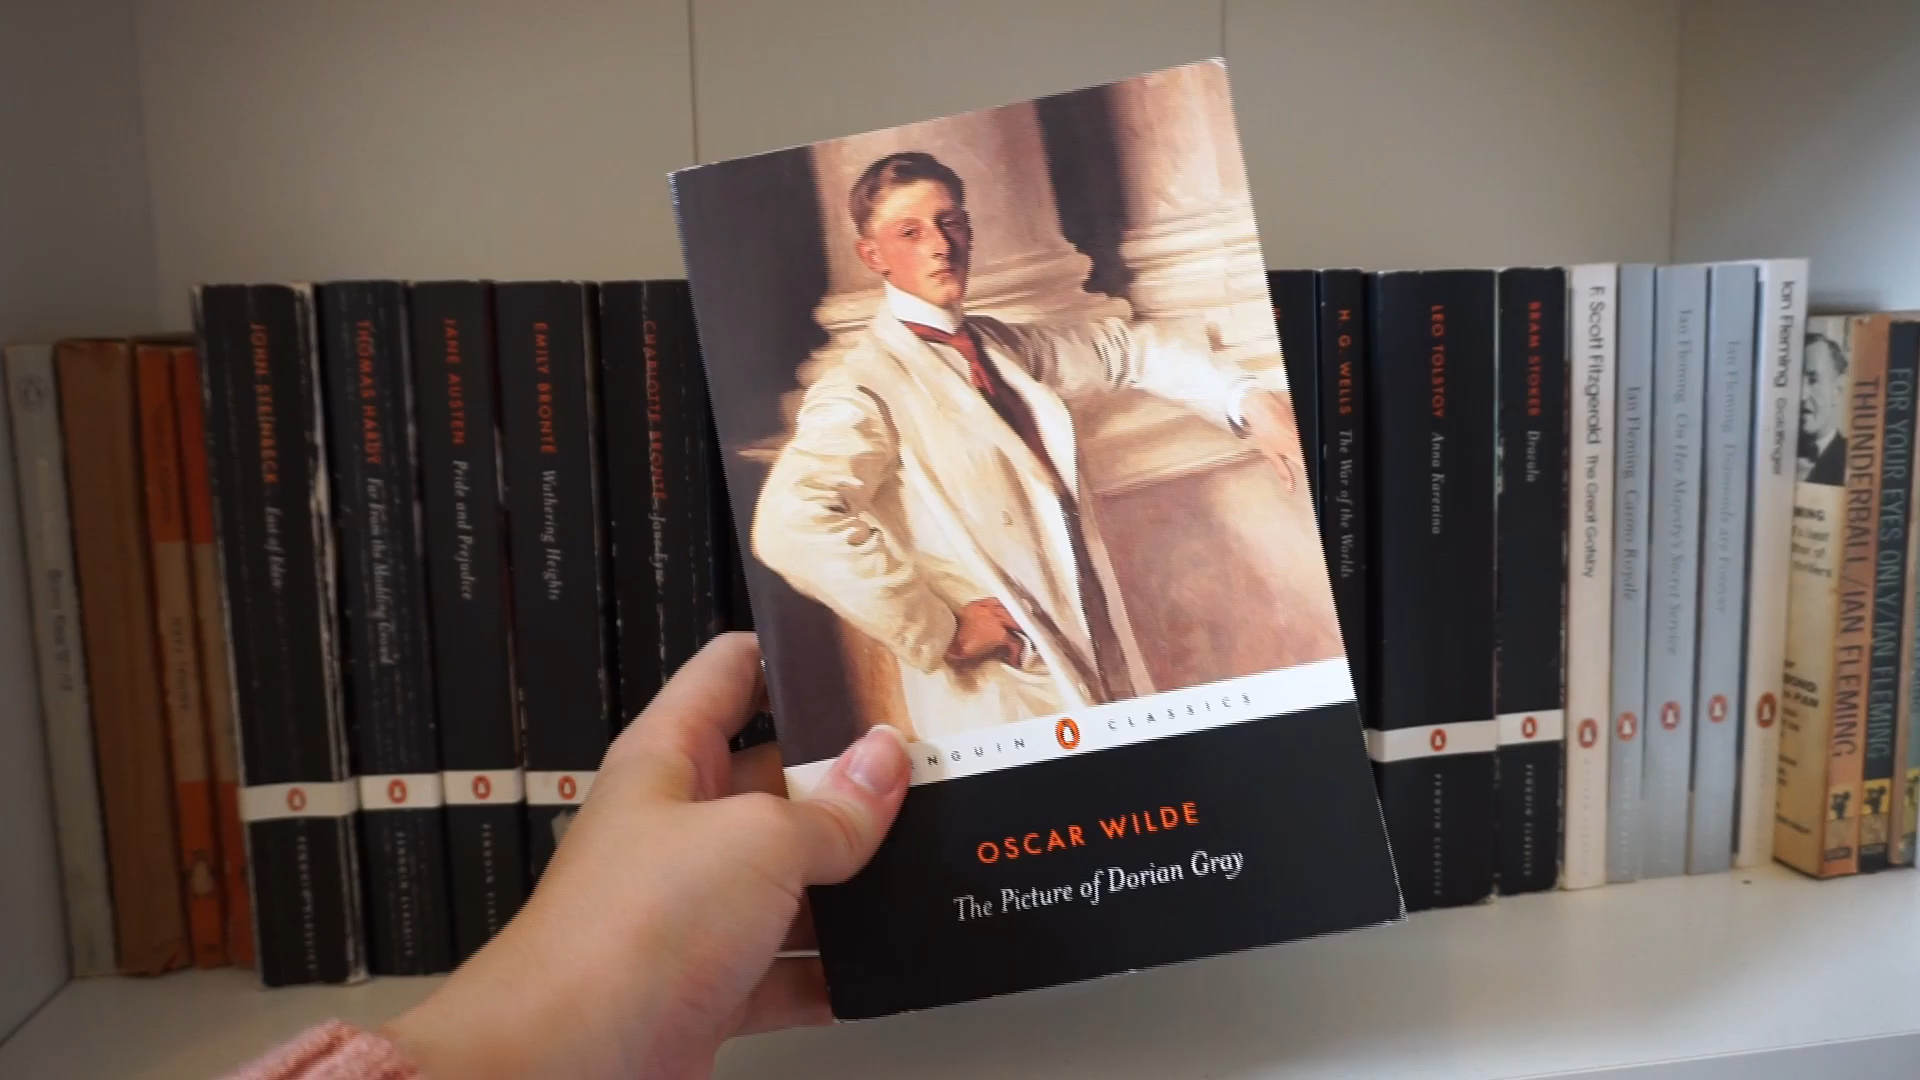 JOHN STEINBECK East of Eden
THOMAS HARDY Far from the Madding Crowd
JANE AUSTEN Pride and Prejudice
EMILY BRONTË Wuthering Heights
CHARLOTTE BRONTË Jane Eyre
NGUIN CLASSICS
OSCAR WILDE
The Picture of Dorian Gray
H. G. WELLS The War of the Worlds
LEO TOLSTOY Anna Karenina
PENGUIN CLASSICS
BRAM STOKER Dracula
PENGUIN CLASSICS
F. Scott Fitzgerald The Great Gatsby
Ian Fleming Casino Royale
Ian Fleming On Her Majesty's Secret Service
Ian Fleming Diamonds are Forever
Ian Fleming Goldfinger
THUNDERBALL/IAN FLEMING
FOR YOUR EYES ONLY/IAN FLEMING